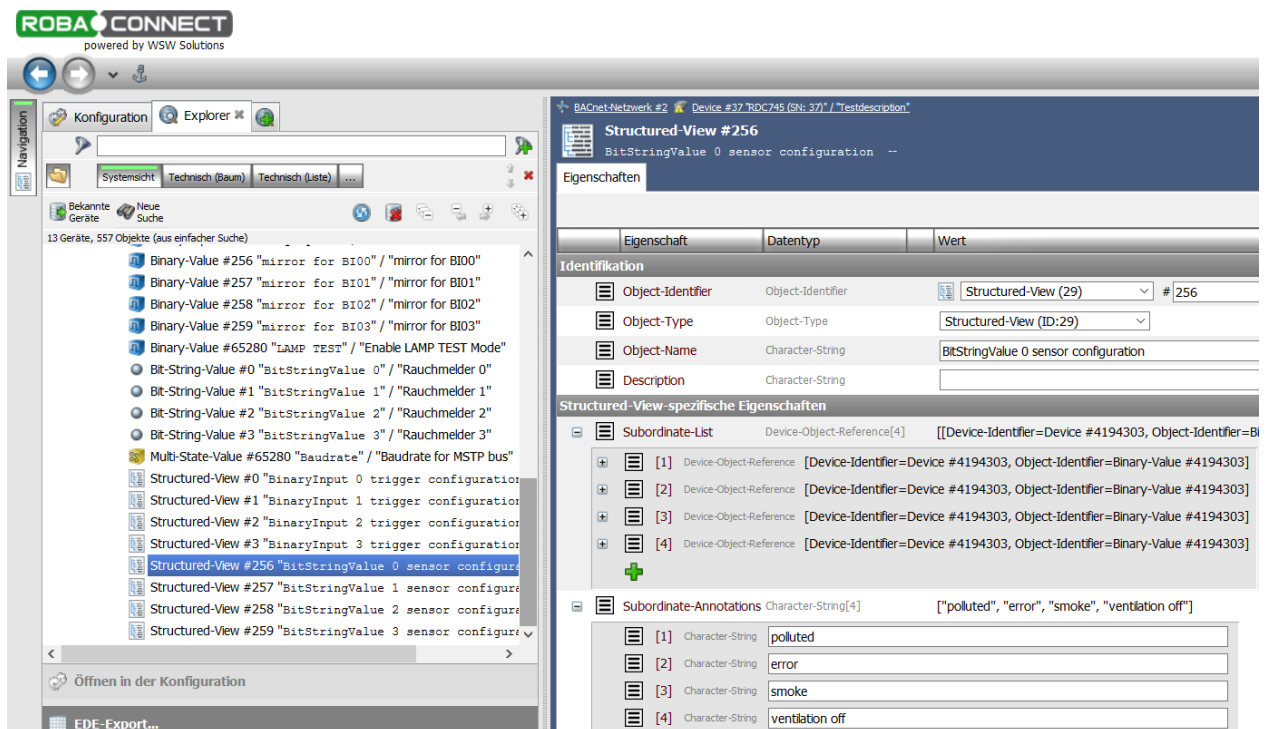 ROBA CONNECT
powered by WSW Solutions
Navigation
Konfiguration Explorer
Systemsicht Technisch (Baum) Technisch (Liste) ...
Bekannte Geräte Neue Suche
13 Geräte, 557 Objekte (aus einfacher Suche)
Binary-Value #256 "mirror for BI00" / "mirror for BI00"
Binary-Value #257 "mirror for BI01" / "mirror for BI01"
Binary-Value #258 "mirror for BI02" / "mirror for BI02"
Binary-Value #259 "mirror for BI03" / "mirror for BI03"
Binary-Value #65280 "LAMP TEST" / "Enable LAMP TEST Mode"
Bit-String-Value #0 "BitStringValue 0" / "Rauchmelder 0"
Bit-String-Value #1 "BitStringValue 1" / "Rauchmelder 1"
Bit-String-Value #2 "BitStringValue 2" / "Rauchmelder 2"
Bit-String-Value #3 "BitStringValue 3" / "Rauchmelder 3"
Multi-State-Value #65280 "Baudrate" / "Baudrate for MSTP bus"
Structured-View #0 "BinaryInput 0 trigger configuration
Structured-View #1 "BinaryInput 1 trigger configuration
Structured-View #2 "BinaryInput 2 trigger configuration
Structured-View #3 "BinaryInput 3 trigger configuration
Structured-View #256 "BitStringValue 0 sensor configura
Structured-View #257 "BitStringValue 1 sensor configura
Structured-View #258 "BitStringValue 2 sensor configura
Structured-View #259 "BitStringValue 3 sensor configura
Öffnen in der Konfiguration
EDE-Export...
BACnet-Netzwerk #2 Device #37 "RDC745 (SN: 37)" / "Testdescription"
Structured-View #256
BitStringValue 0 sensor configuration --
Eigenschaften
Eigenschaft Datentyp Wert
Identifikation
Object-Identifier Object-Identifier Structured-View (29) # 256
Object-Type Object-Type Structured-View (ID:29)
Object-Name Character-String BitStringValue 0 sensor configuration
Description Character-String
Structured-View-spezifische Eigenschaften
Subordinate-List Device-Object-Reference[4] [[Device-Identifier=Device #4194303, Object-Identifier=Bi
[1] Device-Object-Reference [Device-Identifier=Device #4194303, Object-Identifier=Binary-Value #4194303]
[2] Device-Object-Reference [Device-Identifier=Device #4194303, Object-Identifier=Binary-Value #4194303]
[3] Device-Object-Reference [Device-Identifier=Device #4194303, Object-Identifier=Binary-Value #4194303]
[4] Device-Object-Reference [Device-Identifier=Device #4194303, Object-Identifier=Binary-Value #4194303]
Subordinate-Annotations Character-String[4] ["polluted", "error", "smoke", "ventilation off"]
[1] Character-String polluted
[2] Character-String error
[3] Character-String smoke
[4] Character-String ventilation off